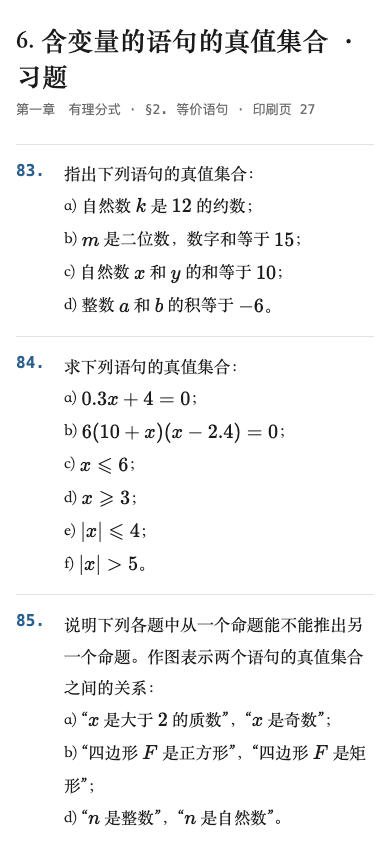 6. 含变量的语句的真值集合 ·
习题
第一章 有理分式 · §2. 等价语句 · 印刷页 27
83. 指出下列语句的真值集合：
a) 自然数 k 是 12 的约数；
b) m 是二位数，数字和等于 15；
c) 自然数 x 和 y 的和等于 10；
d) 整数 a 和 b 的积等于 −6。
84. 求下列语句的真值集合：
a) 0.3x + 4 = 0；
b) 6(10 + x)(x − 2.4) = 0；
c) x ⩽ 6；
d) x ⩾ 3；
e) |x| ⩽ 4；
f) |x| > 5。
85. 说明下列各题中从一个命题能不能推出另
一个命题。作图表示两个语句的真值集合
之间的关系：
a) “x 是大于 2 的质数”，“x 是奇数”；
b) “四边形 F 是正方形”，“四边形 F 是矩
形”；
d) “n 是整数”，“n 是自然数”。